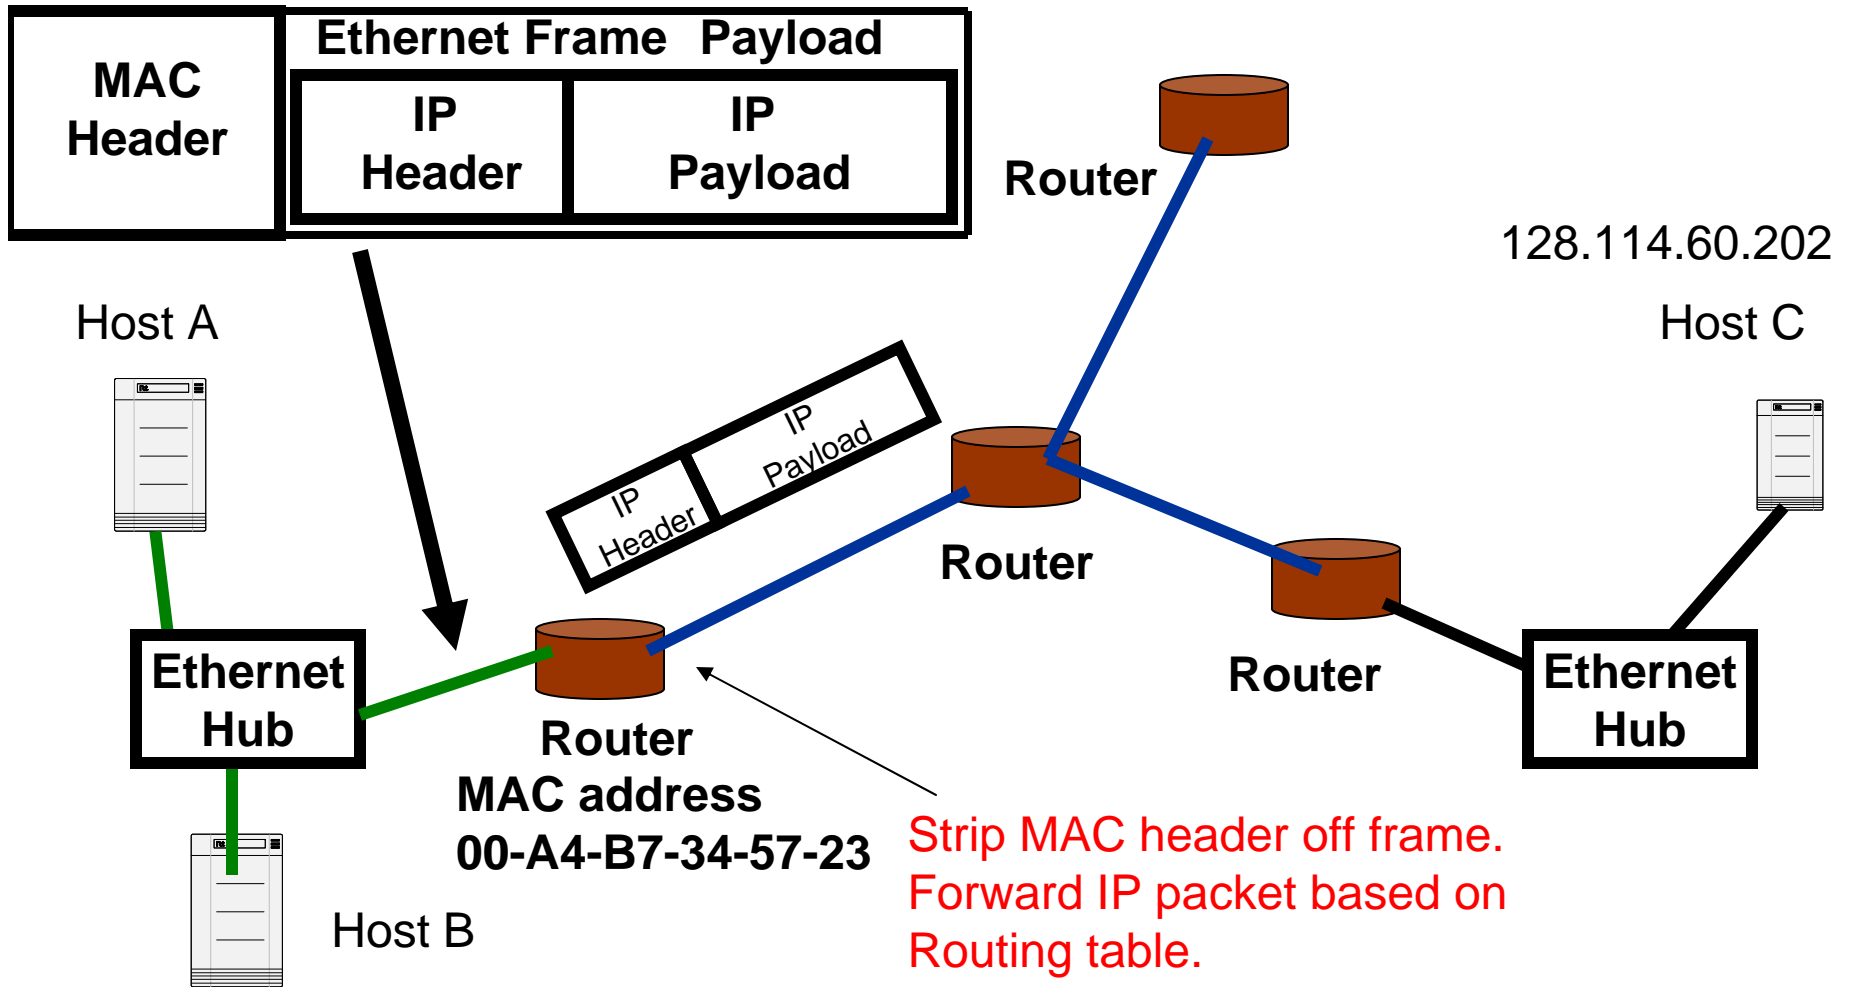 Ethernet Frame Payload
MAC
Header
IP
Header
IP
Payload
Router
128.114.60.202
Host A
Host C
IP
Header
IP
Payload
Router
Ethernet
Hub
Router
MAC address
00-A4-B7-34-57-23
Router
Ethernet
Hub
Host B
Strip MAC header off frame.
Forward IP packet based on
Routing table.